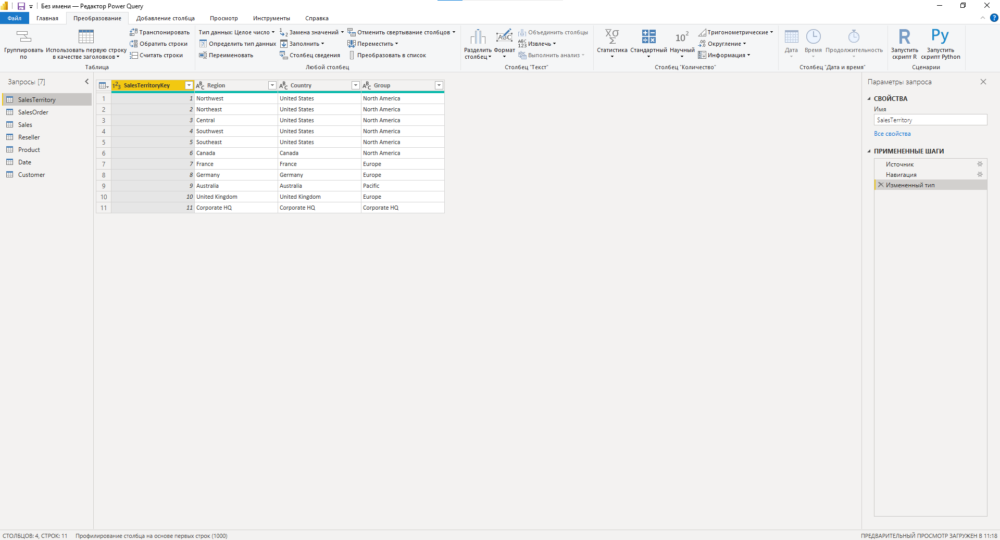 Без имени — Редактор Power Query
Файл Главная Преобразование Добавление столбца Просмотр Инструменты Справка
Группировать по
Использовать первую строку в качестве заголовков
Транспонировать
Обратить строки
Считать строки
Таблица
Тип данных: Целое число
Определить тип данных
Переименовать
Замена значений
Заполнить
Столбец сведения
Отменить свертывание столбцов
Переместить
Преобразовать в список
Любой столбец
Разделить столбец
Формат
Объединить столбцы
Извлечь
Выполнить анализ
Столбец "Текст"
Статистика
Стандартный
10² Научный
Тригонометрические
Округление
Информация
Столбец "Количество"
Дата
Время
Продолжительность
Столбец "Дата и время"
R Запустить скрипт R
Py Запустить скрипт Python
Сценарии
Запросы [7]
SalesTerritory
SalesOrder
Sales
Reseller
Product
Date
Customer
SalesTerritoryKey Region Country Group
1 1 Northwest United States North America
2 2 Northeast United States North America
3 3 Central United States North America
4 4 Southwest United States North America
5 5 Southeast United States North America
6 6 Canada Canada North America
7 7 France France Europe
8 8 Germany Germany Europe
9 9 Australia Australia Pacific
10 10 United Kingdom United Kingdom Europe
11 11 Corporate HQ Corporate HQ Corporate HQ
Параметры запроса
СВОЙСТВА
Имя
SalesTerritory
Все свойства
ПРИМЕНЕННЫЕ ШАГИ
Источник
Навигация
Измененный тип
СТОЛБЦОВ: 4, СТРОК: 11 Профилирование столбца на основе первых строк (1000)
ПРЕДВАРИТЕЛЬНЫЙ ПРОСМОТР ЗАГРУЖЕН В 11:18